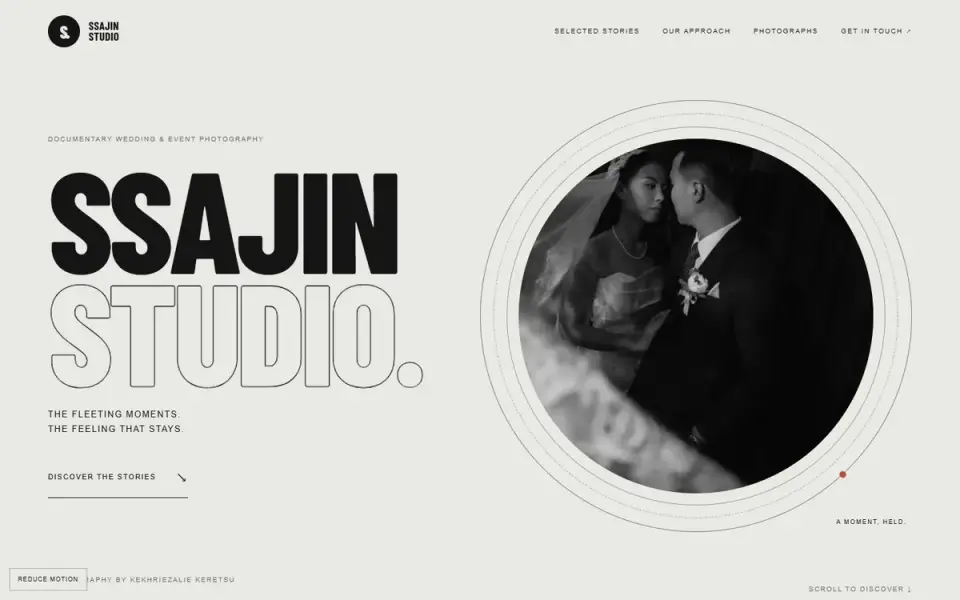 SSAJIN
STUDIO
SELECTED STORIES
OUR APPROACH
PHOTOGRAPHS
GET IN TOUCH ↗
DOCUMENTARY WEDDING & EVENT PHOTOGRAPHY
SSAJIN
STUDIO.
THE FLEETING MOMENTS.
THE FEELING THAT STAYS.
DISCOVER THE STORIES ↘
A MOMENT, HELD.
REDUCE MOTION
BY KEKHRIEZALIE KERETSU
SCROLL TO DISCOVER ↓